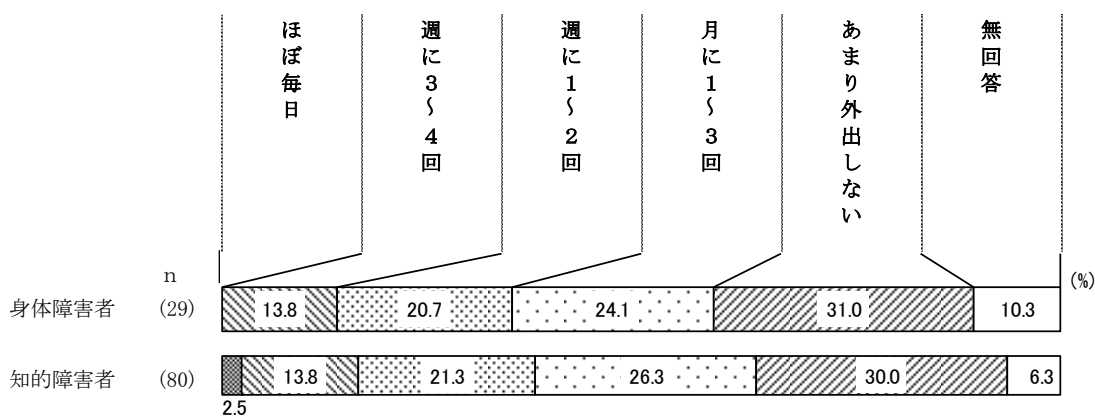 ほぼ毎日
週に3～4回
週に1～2回
月に1～3回
あまり外出しない
無回答
n
(%)
身体障害者 (29) 13.8 20.7 24.1 31.0 10.3
知的障害者 (80) 13.8 21.3 26.3 30.0 6.3
2.5